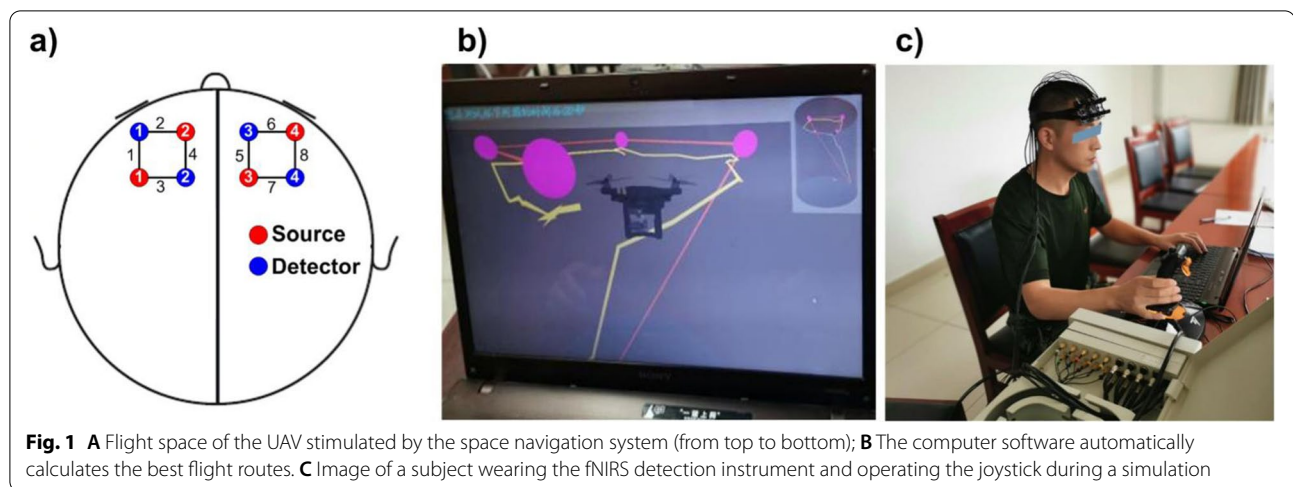 a)
2
6
1
2
3
4
1
4
5
8
1
2
3
4
3
7
Source
Detector
b)
SONY
c)
Fig. 1 A Flight space of the UAV stimulated by the space navigation system (from top to bottom); B The computer software automatically
calculates the best flight routes. C Image of a subject wearing the fNIRS detection instrument and operating the joystick during a simulation